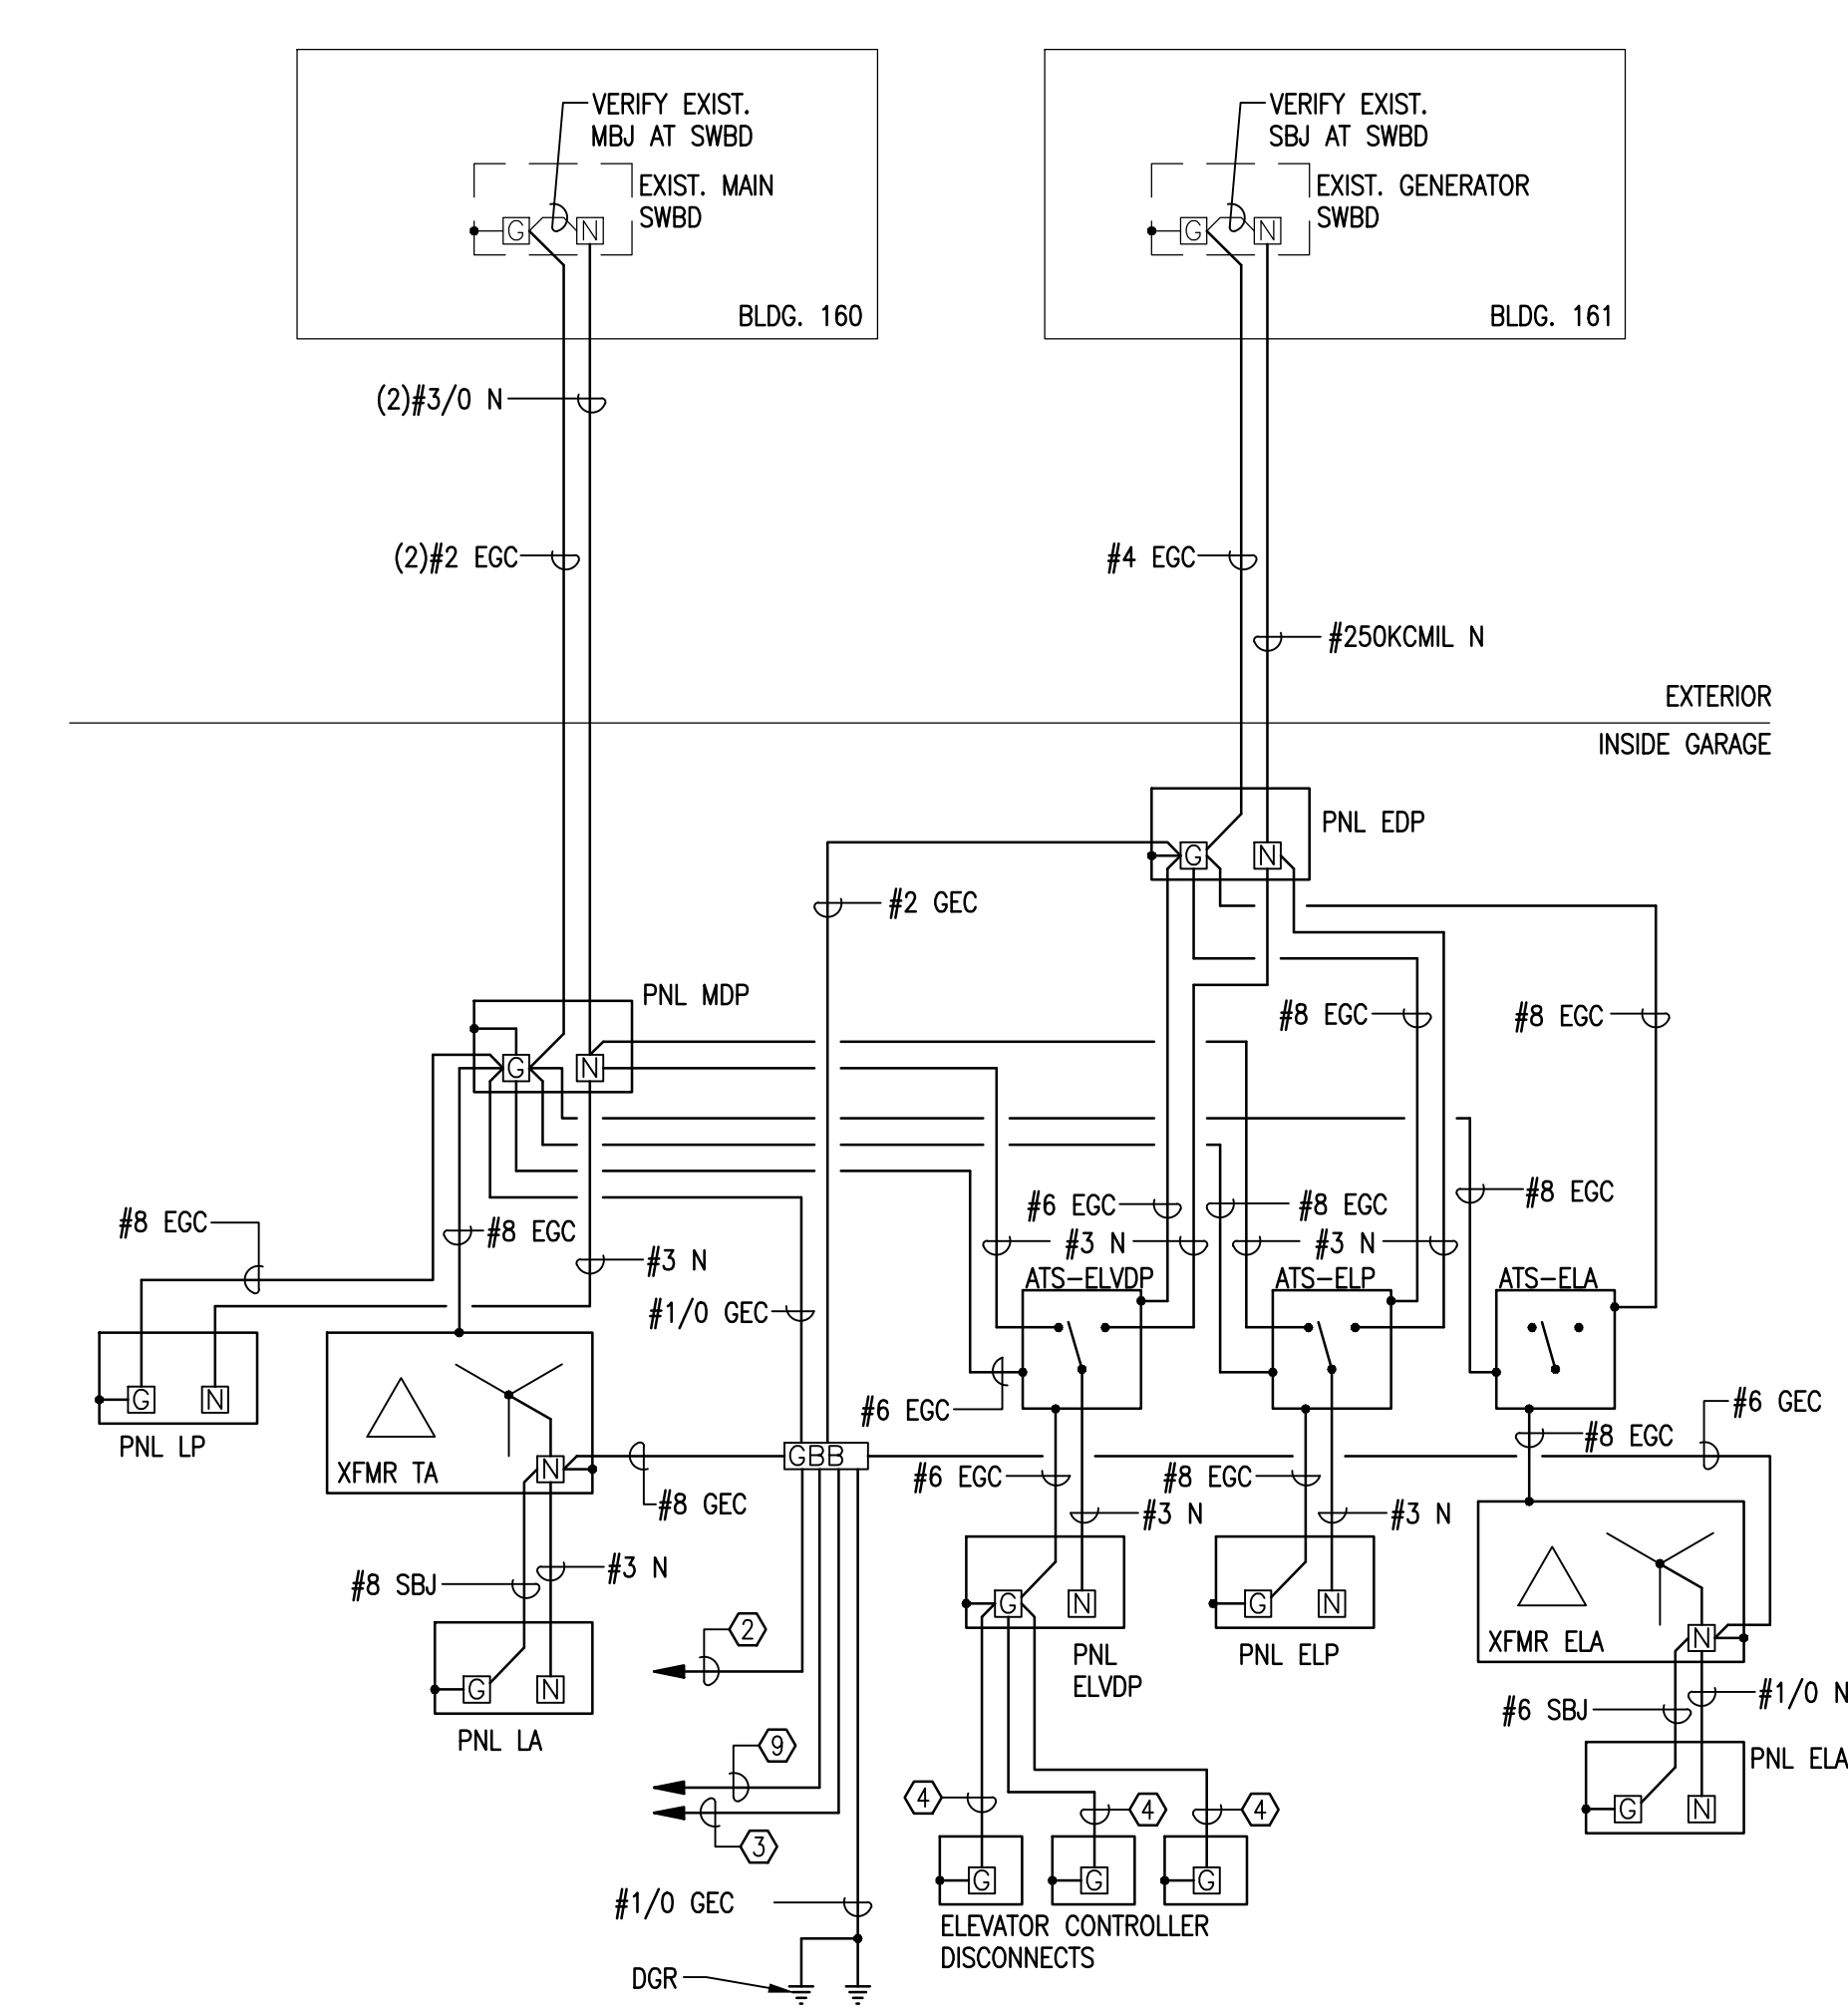 VERIFY EXIST.
MBJ AT SWBD
EXIST. MAIN
SWBD
G
N
BLDG. 160
VERIFY EXIST.
SBJ AT SWBD
EXIST. GENERATOR
SWBD
G
N
BLDG. 161
(2)#3/0 N
(2)#2 EGC
#4 EGC
#250KCMIL N
EXTERIOR
INSIDE GARAGE
PNL EDP
G
N
#2 GEC
PNL MDP
G
N
#8 EGC
#8 EGC
#8 EGC
#8 EGC
#3 N
#1/0 GEC
#6 EGC
#3 N
#8 EGC
#3 N
#8 EGC
ATS-ELVDP
ATS-ELP
ATS-ELA
#6 EGC
G
N
PNL LP
XFMR TA
N
GBB
#8 GEC
#6 EGC
#3 N
#8 EGC
#3 N
#8 EGC
#6 GEC
#8 SBJ
#3 N
G
N
PNL LA
G
N
PNL
ELVDP
G
N
PNL ELP
XFMR ELA
N
#6 SBJ
#1/0 N
PNL ELA
G
N
2
9
3
4
4
4
G
G
G
ELEVATOR CONTROLLER
DISCONNECTS
#1/0 GEC
DGR